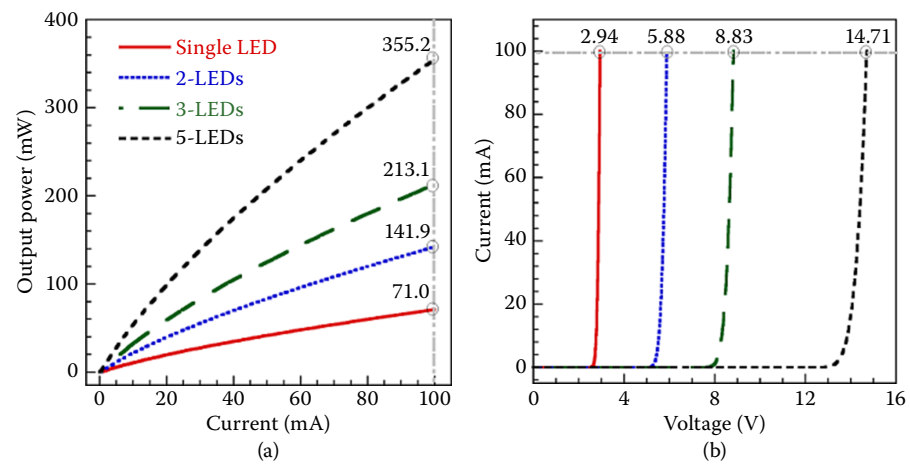 400
300
200
100
0
Output power (mW)
Single LED
2-LEDs
3-LEDs
5-LEDs
355.2
213.1
141.9
71.0
0 20 40 60 80 100
Current (mA)
(a)
2.94 5.88 8.83 14.71
100
80
60
40
20
0
Current (mA)
0 4 8 12 16
Voltage (V)
(b)